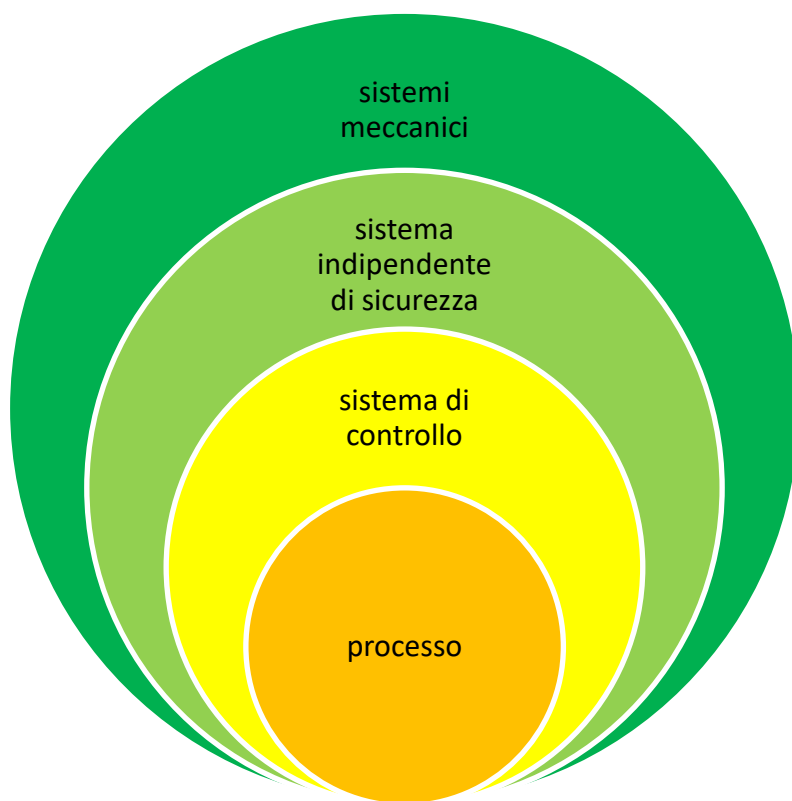 sistemi
meccanici
sistema
indipendente
di sicurezza
sistema di
controllo
processo